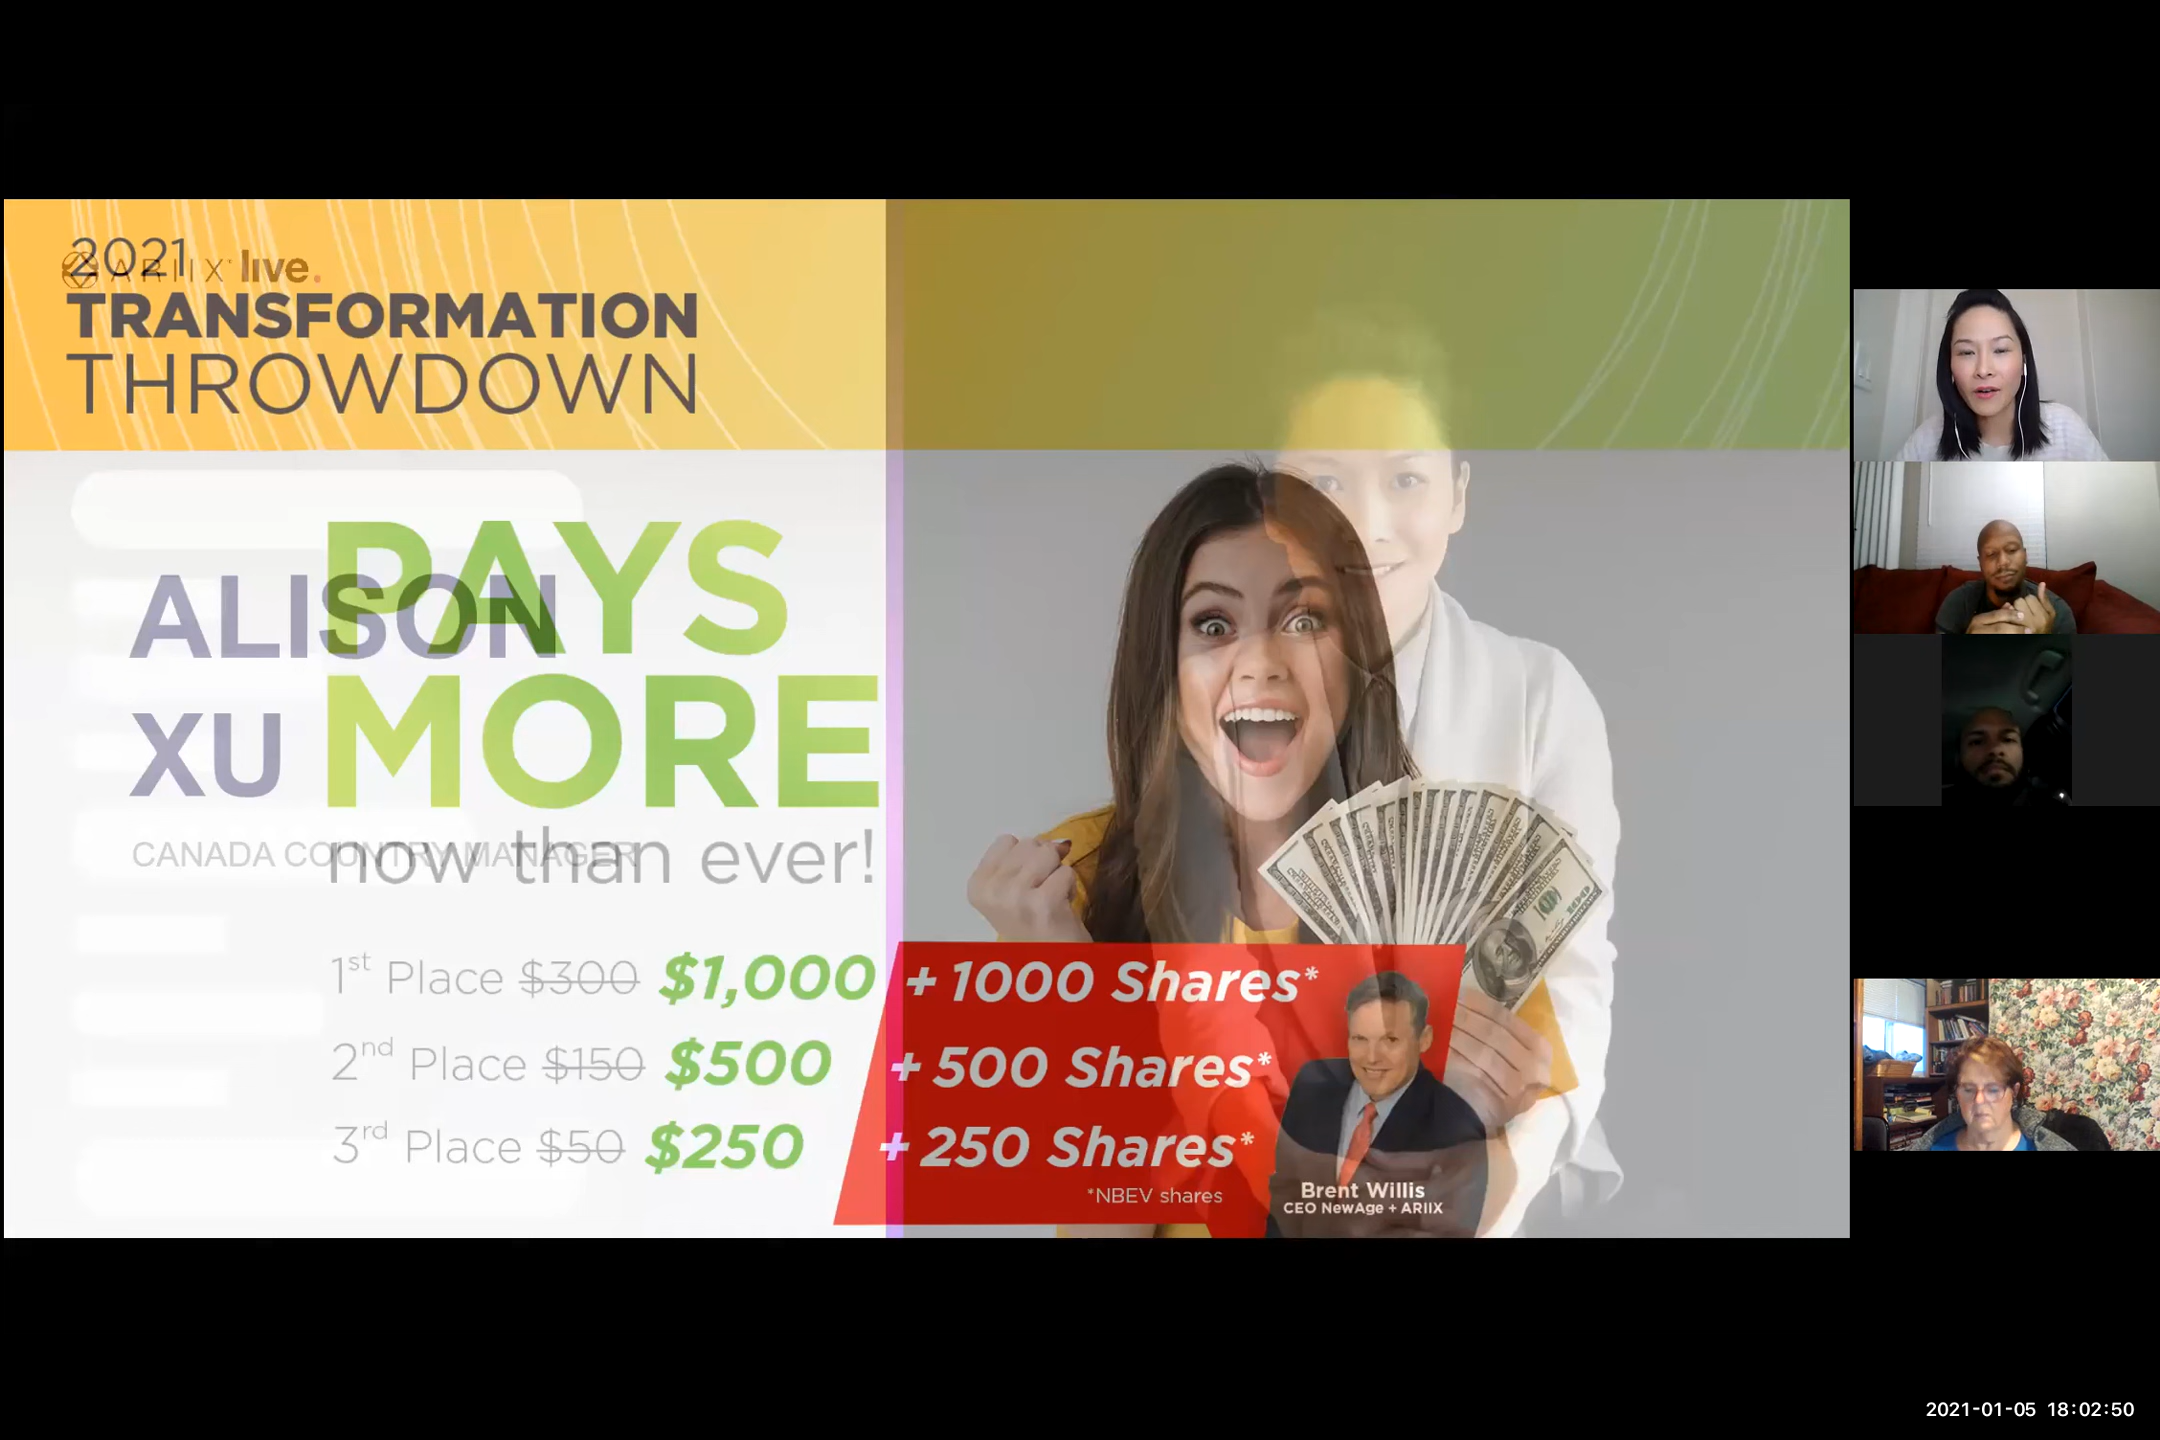 2021
ARIIX live.
TRANSFORMATION
THROWDOWN
PAYS
ALISON
MORE
XU
now than ever!
CANADA COUNTRY MANAGER
1st Place $300 $1,000 + 1000 Shares*
2nd Place $150 $500 + 500 Shares*
3rd Place $50 $250 + 250 Shares*
*NBEV shares
Brent Willis
CEO NewAge + ARIIX
2021-01-05 18:02:50